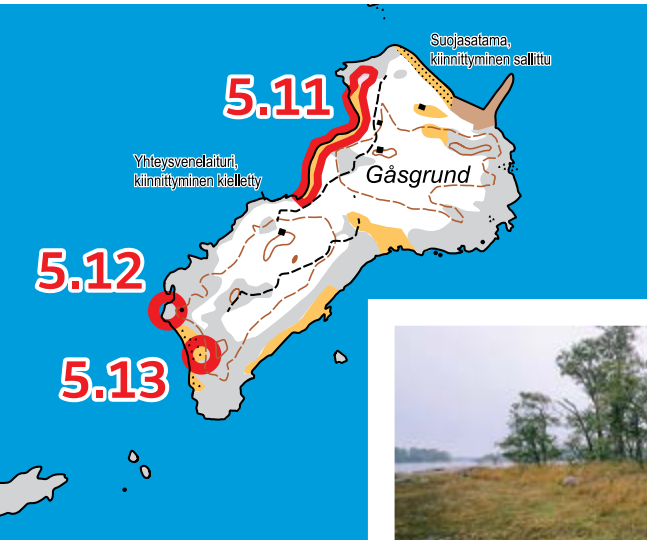 Suojasatama,
kiinnittyminen sallittu
5.11
Yhteysvenelaituri,
kiinnittyminen kielletty
Gåsgrund
5.12
5.13